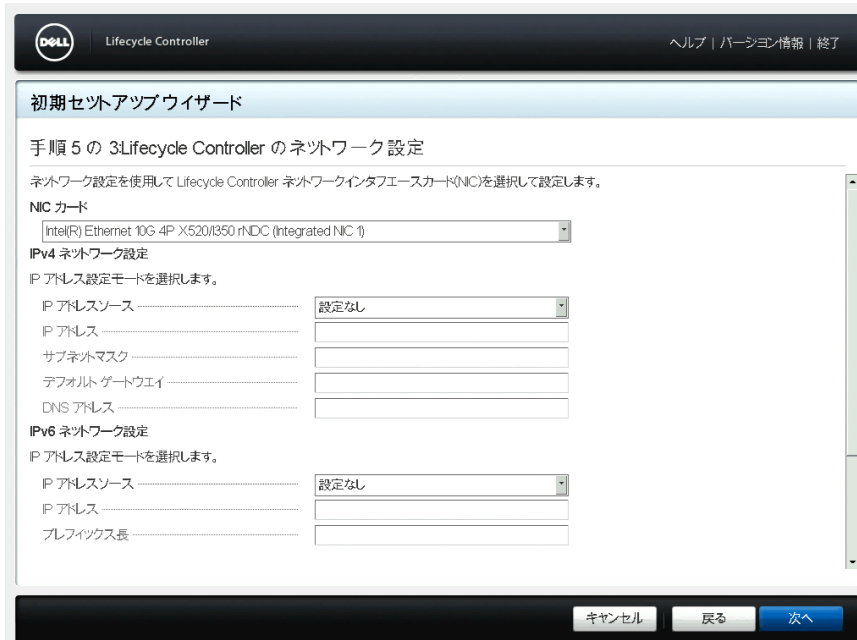 DELL
Lifecycle Controller
ヘルプ | バージョン情報 | 終了
初期セットアップウィザード
手順 5 の 3:Lifecycle Controller のネットワーク設定
ネットワーク設定を使用して Lifecycle Controller ネットワークインタフェースカード(NIC)を選択して設定します。
NIC カード
Intel(R) Ethernet 10G 4P X520/I350 rNDC (Integrated NIC 1)
IPv4 ネットワーク設定
IP アドレス設定モードを選択します。
IP アドレスソース 設定なし
IP アドレス
サブネットマスク
デフォルト ゲートウエイ
DNS アドレス
IPv6 ネットワーク設定
IP アドレス設定モードを選択します。
IP アドレスソース 設定なし
IP アドレス
プレフィックス長
キャンセル 戻る 次へ